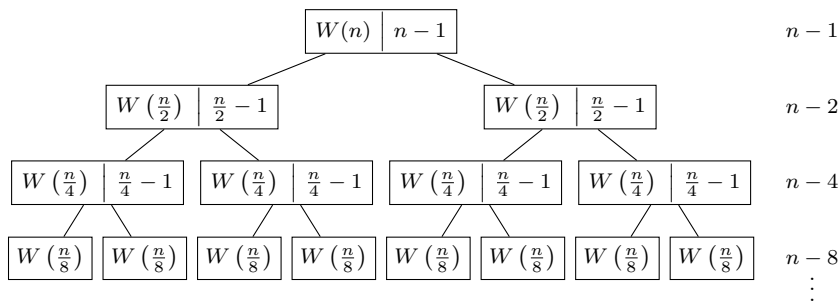 W(n) | n − 1 n − 1
W(n/2) | n/2 − 1 W(n/2) | n/2 − 1 n − 2
W(n/4) | n/4 − 1 W(n/4) | n/4 − 1 W(n/4) | n/4 − 1 W(n/4) | n/4 − 1 n − 4
W(n/8) W(n/8) W(n/8) W(n/8) W(n/8) W(n/8) W(n/8) W(n/8) n − 8
⋮